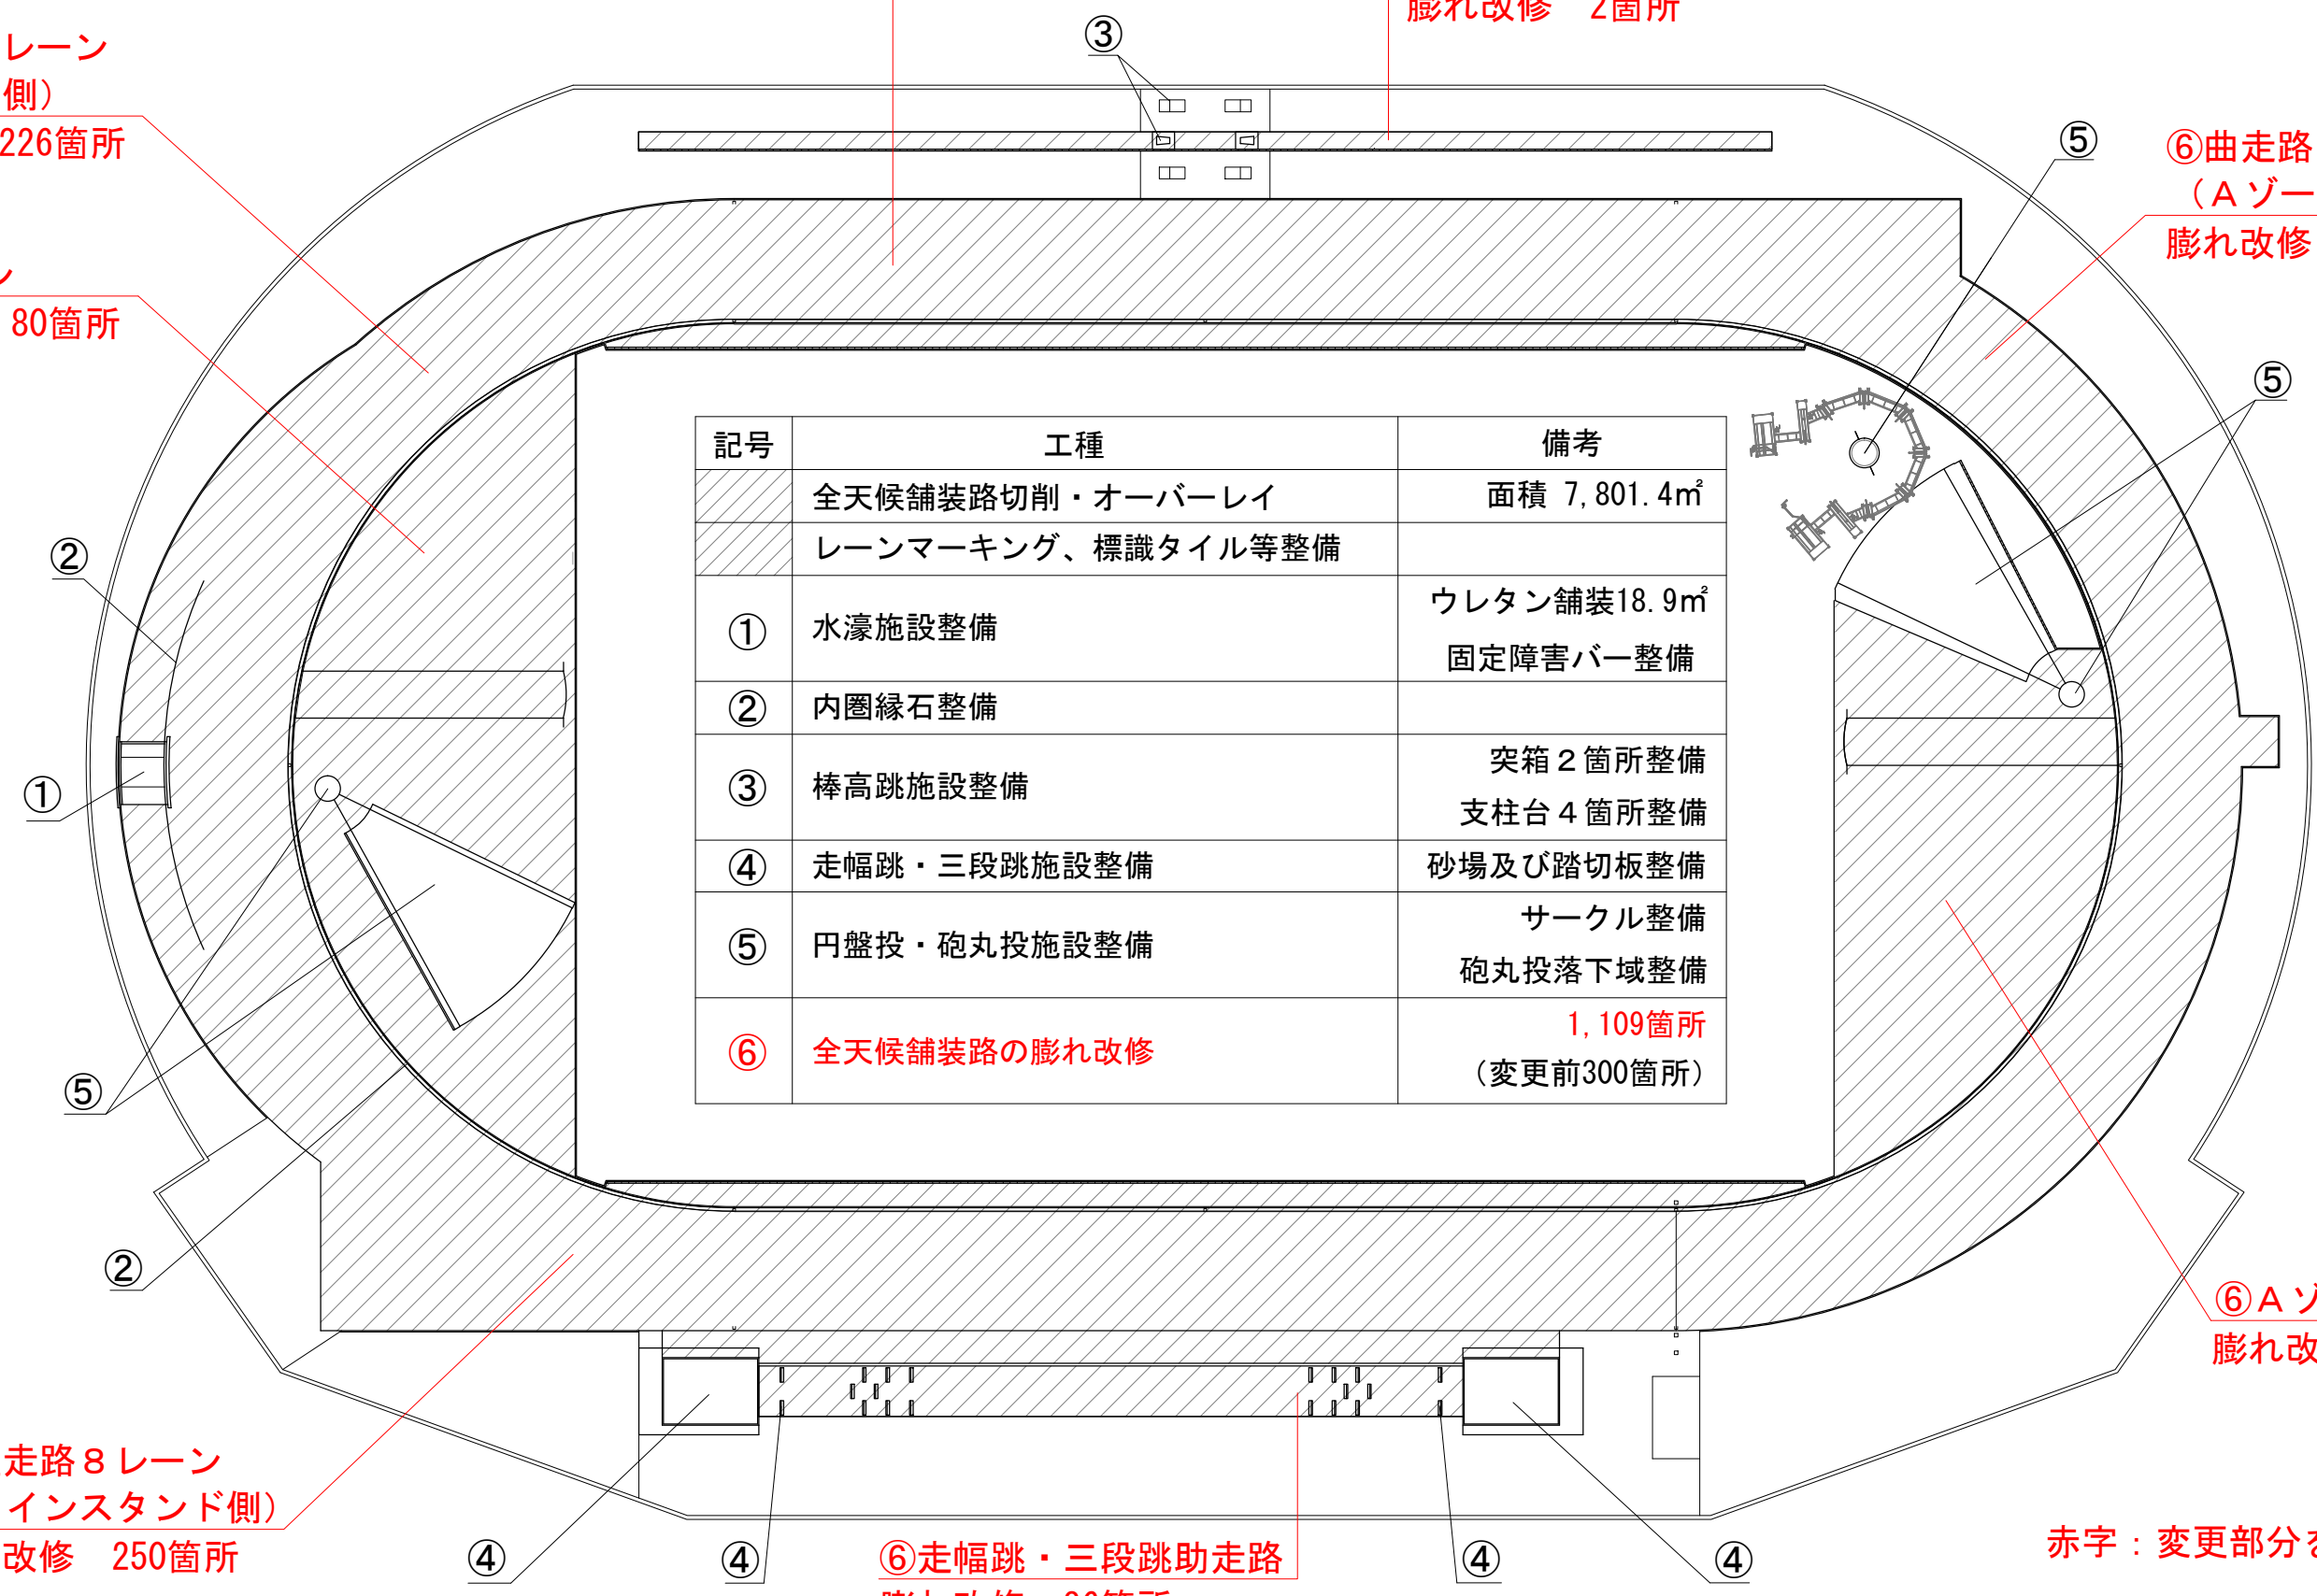 膨れ改修　2箇所
③
レーン
側）
226箇所
⑤
⑥曲走路
（Aゾー
膨れ改修
80箇所
⑤
記号 工種 備考
全天候舗装路切削・オーバーレイ 面積 7,801.4㎡
レーンマーキング、標識タイル等整備
① 水濠施設整備 ウレタン舗装18.9㎡
固定障害バー整備
② 内圏縁石整備
③ 棒高跳施設整備 突箱２箇所整備
支柱台４箇所整備
④ 走幅跳・三段跳施設整備 砂場及び踏切板整備
⑤ 円盤投・砲丸投施設整備 サークル整備
砲丸投落下域整備
⑥ 全天候舗装路の膨れ改修 1,109箇所
（変更前300箇所）
②
①
⑤
②
⑥Aゾ
膨れ改
走路８レーン
インスタンド側）
改修　250箇所
④
④
⑥走幅跳・三段跳助走路
④
④
赤字：変更部分